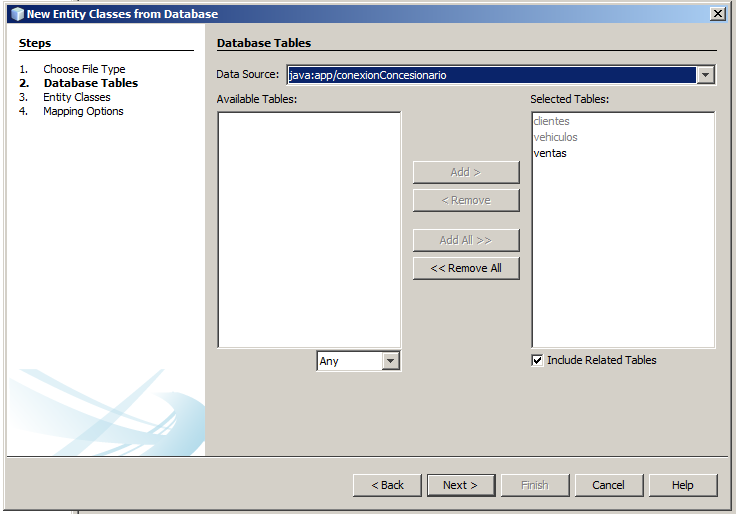 New Entity Classes from Database
Steps
1. Choose File Type
2. Database Tables
3. Entity Classes
4. Mapping Options
Database Tables
Data Source: java:app/conexionConcesionario
Available Tables:
Any
Add >
< Remove
Add All >>
<< Remove All
Selected Tables:
clientes
vehiculos
ventas
Include Related Tables
< Back Next > Finish Cancel Help